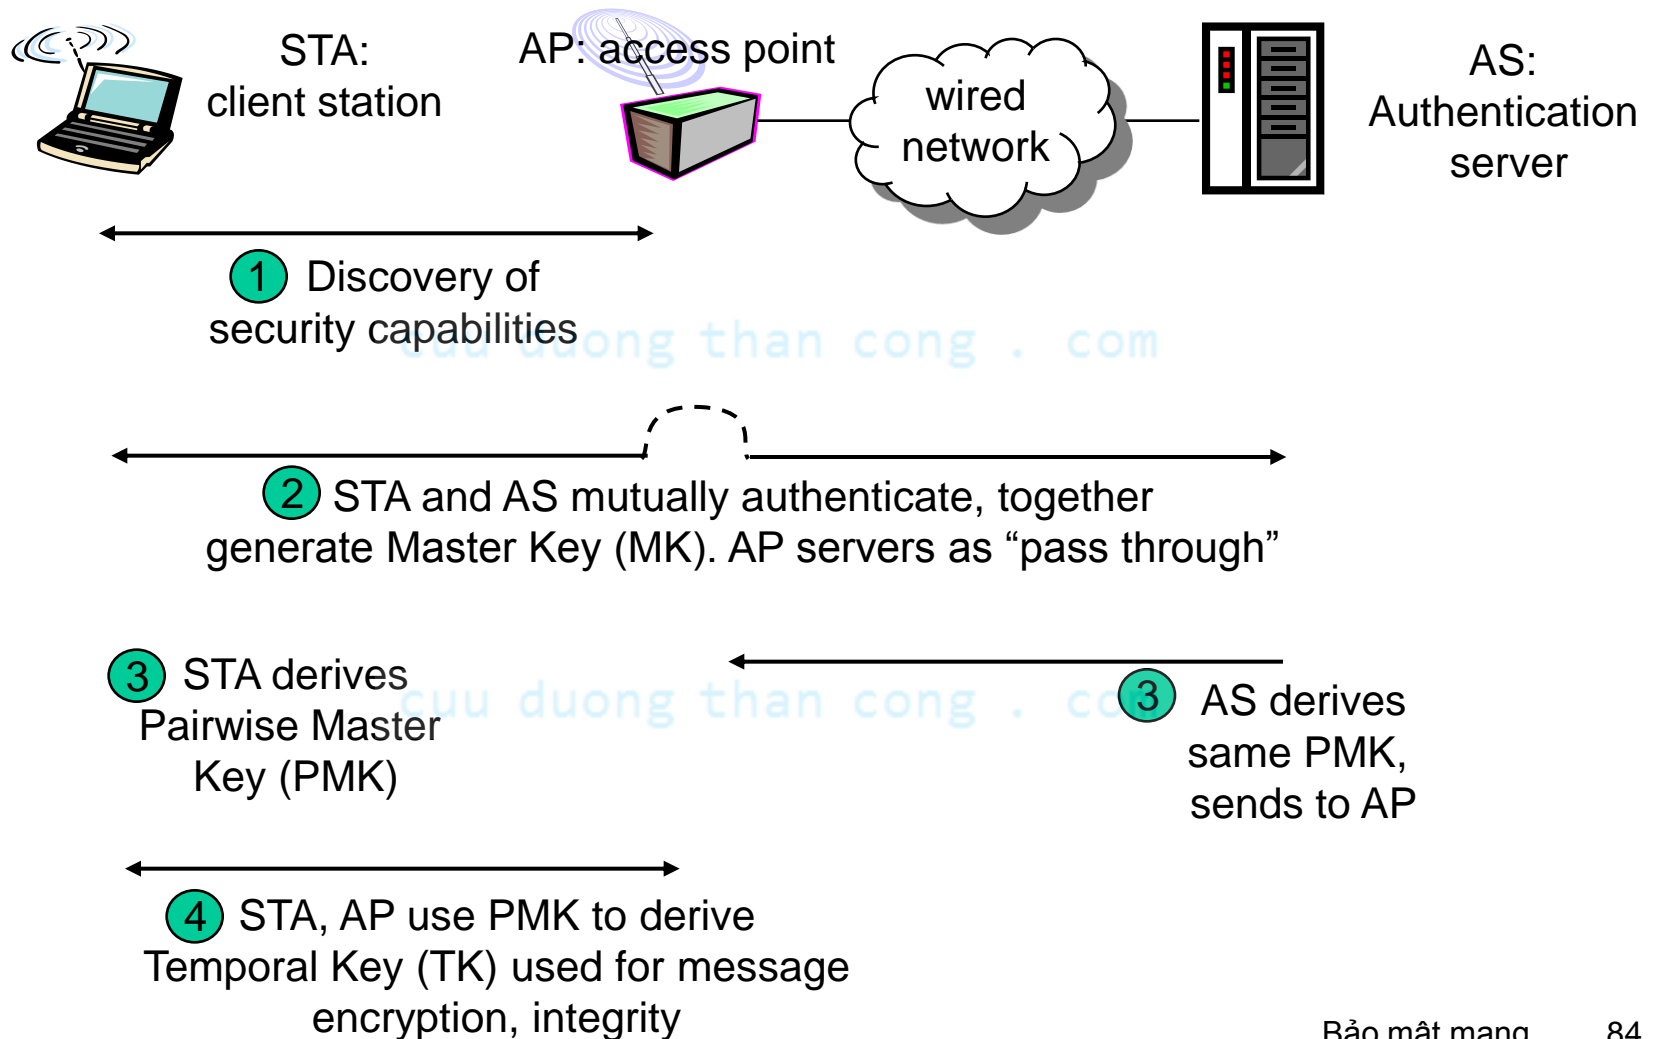 STA:
client station
AP: access point
wired
network
AS:
Authentication
server
1 Discovery of
security capabilities
cuu duong than cong . com
2 STA and AS mutually authenticate, together
generate Master Key (MK). AP servers as “pass through”
3 STA derives
Pairwise Master
Key (PMK)
cuu duong than cong . com
3 AS derives
same PMK,
sends to AP
4 STA, AP use PMK to derive
Temporal Key (TK) used for message
encryption, integrity
Bảo mật mạng 84